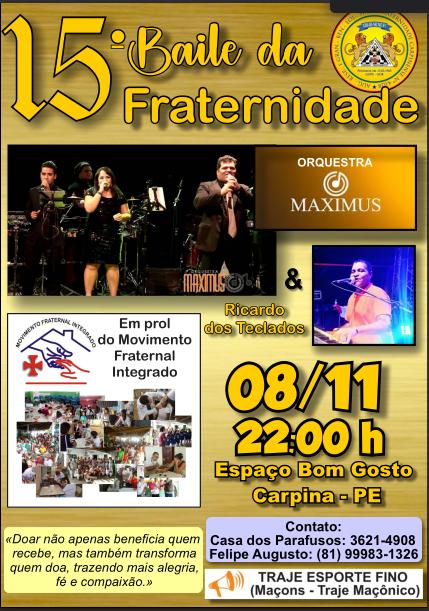 15º Baile da
Fraternidade
ORQUESTRA
MAXIMUS
ORQUESTRA
MAXIMUS
&
Ricardo
dos Teclados
MOVIMENTO FRATERNAL INTEGRADO
Em prol
do Movimento
Fraternal
Integrado
08/11
22:00 h
Espaço Bom Gosto
Carpina - PE
«Doar não apenas beneficia quem
recebe, mas também transforma
quem doa, trazendo mais alegria,
fé e compaixão.»
Contato:
Casa dos Parafusos: 3621-4908
Felipe Augusto: (81) 99983-1326
TRAJE ESPORTE FINO
(Maçons - Traje Maçônico)